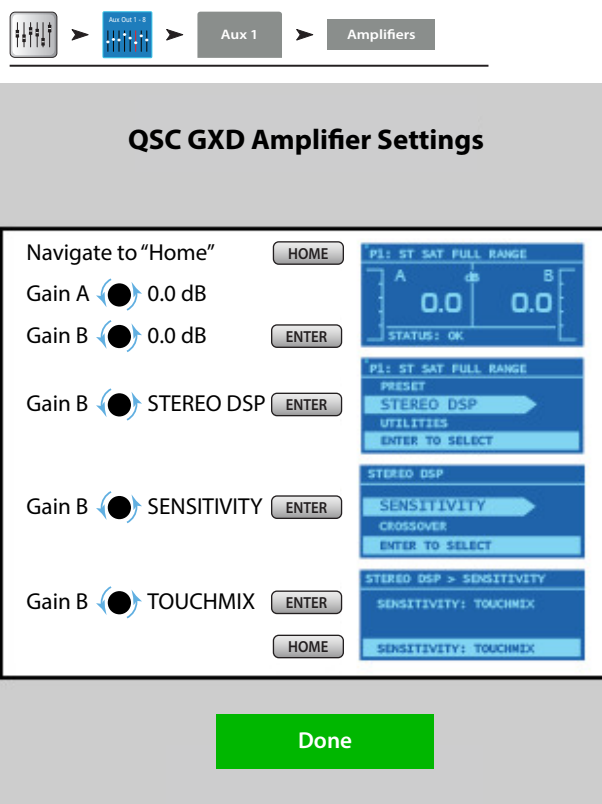 Aux Out 1 - 8
Aux 1
Amplifiers
QSC GXD Amplifier Settings
Navigate to “Home” HOME
Gain A 0.0 dB
Gain B 0.0 dB ENTER
P1: ST SAT FULL RANGE
A dB B
0.0 0.0
STATUS: OK
Gain B STEREO DSP ENTER
P1: ST SAT FULL RANGE
PRESET
STEREO DSP
UTILITIES
ENTER TO SELECT
Gain B SENSITIVITY ENTER
STEREO DSP
SENSITIVITY
CROSSOVER
ENTER TO SELECT
Gain B TOUCHMIX ENTER
HOME
STEREO DSP > SENSITIVITY
SENSITIVITY: TOUCHMIX
SENSITIVITY: TOUCHMIX
Done